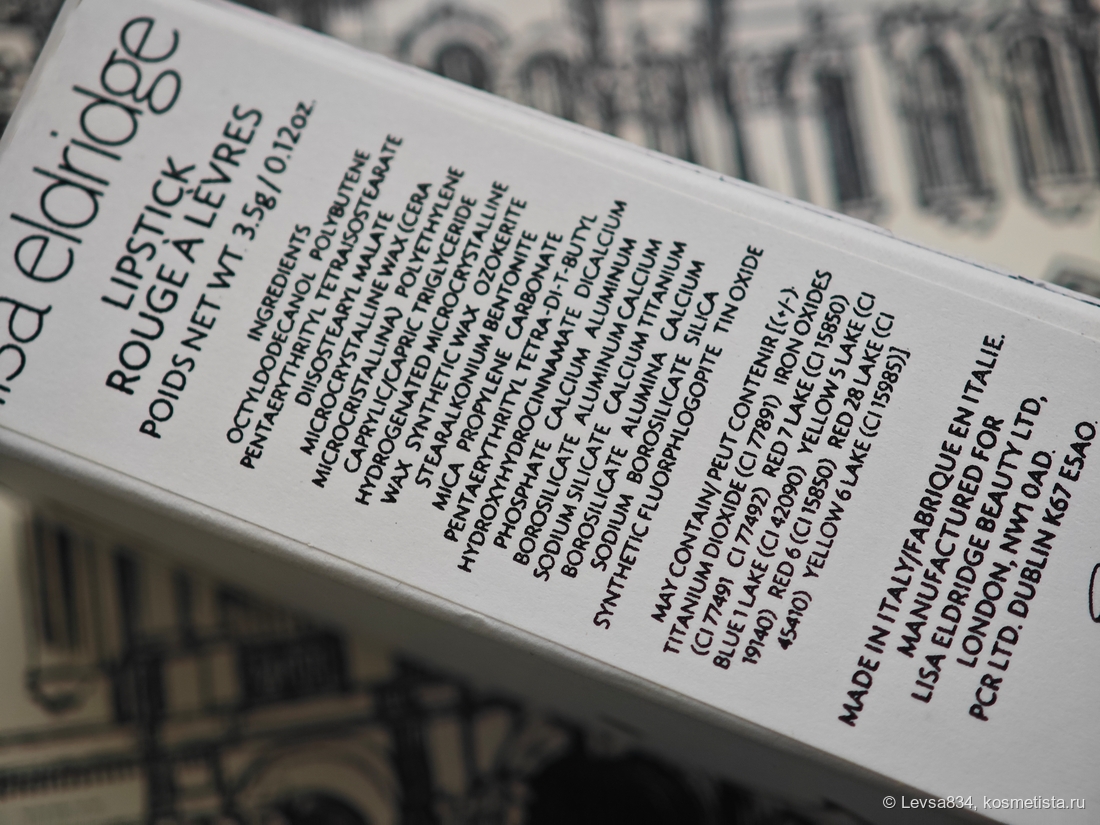 lisa eldridge
LIPSTICK
ROUGE À LÈVRES
POIDS NET WT. 3.5g / 0.12oz.
INGREDIENTS
OCTYLDODECANOL POLYBUTENE
PENTAERYTHRITYL TETRAISOSTEARATE
DIISOSTEARYL MALATE
MICROCRYSTALLINE WAX (CERA
MICROCRISTALLINA) POLYETHYLENE
CAPRYLIC/CAPRIC TRIGLYCERIDE
HYDROGENATED MICROCRYSTALLINE
WAX SYNTHETIC WAX OZOKERITE
STEARALKONIUM BENTONITE
MICA PROPYLENE CARBONATE
PENTAERYTHRITYL TETRA-DI-T-BUTYL
HYDROXYHYDROCINNAMATE DICALCIUM
PHOSPHATE CALCIUM ALUMINUM
BOROSILICATE ALUMINUM CALCIUM
SODIUM SILICATE CALCIUM TITANIUM
BOROSILICATE ALUMINA CALCIUM
SODIUM BOROSILICATE SILICA
SYNTHETIC FLUORPHLOGOPITE TIN OXIDE
MAY CONTAIN/PEUT CONTENIR [(+/-):
TITANIUM DIOXIDE (CI 77891) IRON OXIDES
(CI 77491 CI 77492) RED 7 LAKE (CI 15850)
BLUE 1 LAKE (CI 42090) YELLOW 5 LAKE (CI
19140) RED 6 (CI 15850) RED 28 LAKE (CI
45410) YELLOW 6 LAKE (CI 15985)]
MADE IN ITALY/FABRIQUE EN ITALIE.
MANUFACTURED FOR
LISA ELDRIDGE BEAUTY LTD,
LONDON, NW1 0AD.
PCR LTD. DUBLIN K67 E5AO.
© Levsa834, kosmetista.ru